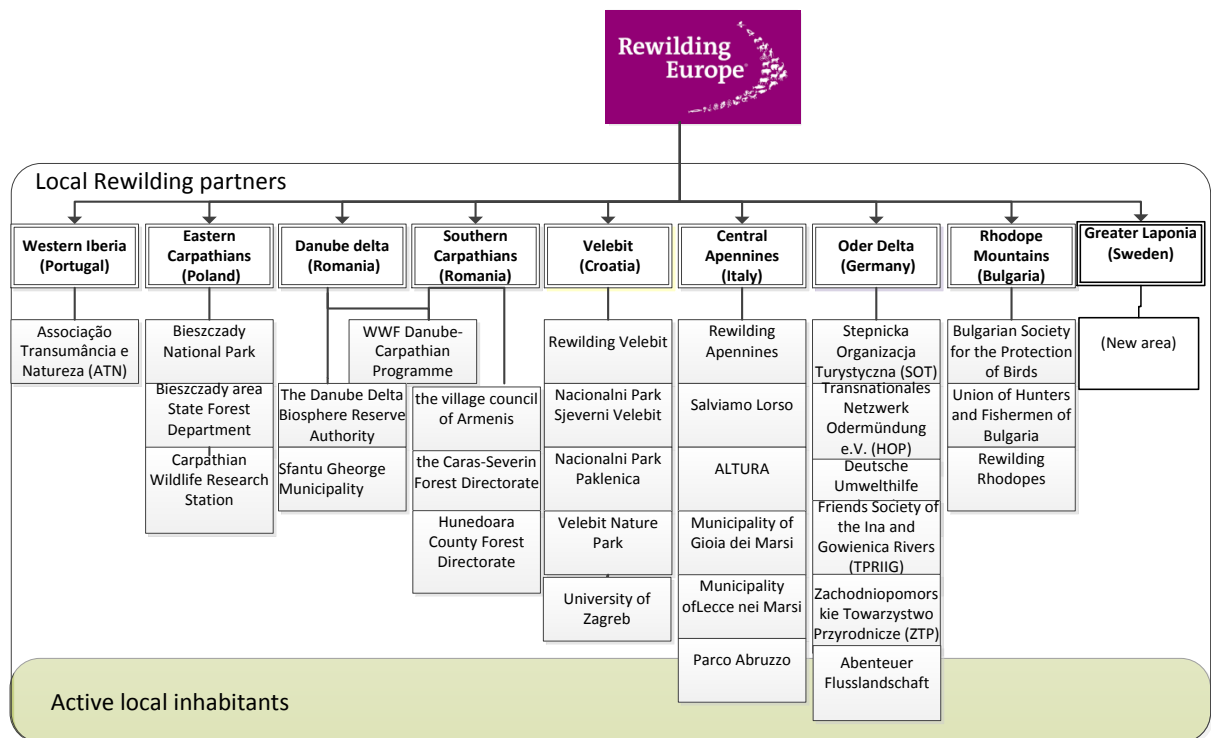 Rewilding
Europe
Local Rewilding partners
Western Iberia
(Portugal)
Eastern
Carpathians
(Poland)
Danube delta
(Romania)
Southern
Carpathians
(Romania)
Velebit
(Croatia)
Central
Apennines
(Italy)
Oder Delta
(Germany)
Rhodope
Mountains
(Bulgaria)
Greater Laponia
(Sweden)
Associação
Transumância e
Natureza (ATN)
Bieszczady
National Park
Bieszczady area
State Forest
Department
Carpathian
Wildlife Research
Station
WWF Danube-
Carpathian
Programme
The Danube Delta
Biosphere Reserve
Authority
Sfantu Gheorge
Municipality
the village council
of Armenis
the Caras-Severin
Forest Directorate
Hunedoara
County Forest
Directorate
Rewilding Velebit
Nacionalni Park
Sjeverni Velebit
Nacionalni Park
Paklenica
Velebit Nature
Park
University of
Zagreb
Rewilding
Apennines
Salviamo Lorso
ALTURA
Municipality of
Gioia dei Marsi
Municipality
ofLecce nei Marsi
Parco Abruzzo
Stepnicka
Organizacja
Turystyczna (SOT)
Transnationales
Netzwerk
Odermündung
e.V. (HOP)
Deutsche
Umwelthilfe
Friends Society of
the Ina and
Gowienica Rivers
(TPRIIG)
Zachodniopomors
kie Towarzystwo
Przyrodnicze (ZTP)
Abenteuer
Flusslandschaft
Bulgarian Society
for the Protection
of Birds
Union of Hunters
and Fishermen of
Bulgaria
Rewilding
Rhodopes
(New area)
Active local inhabitants